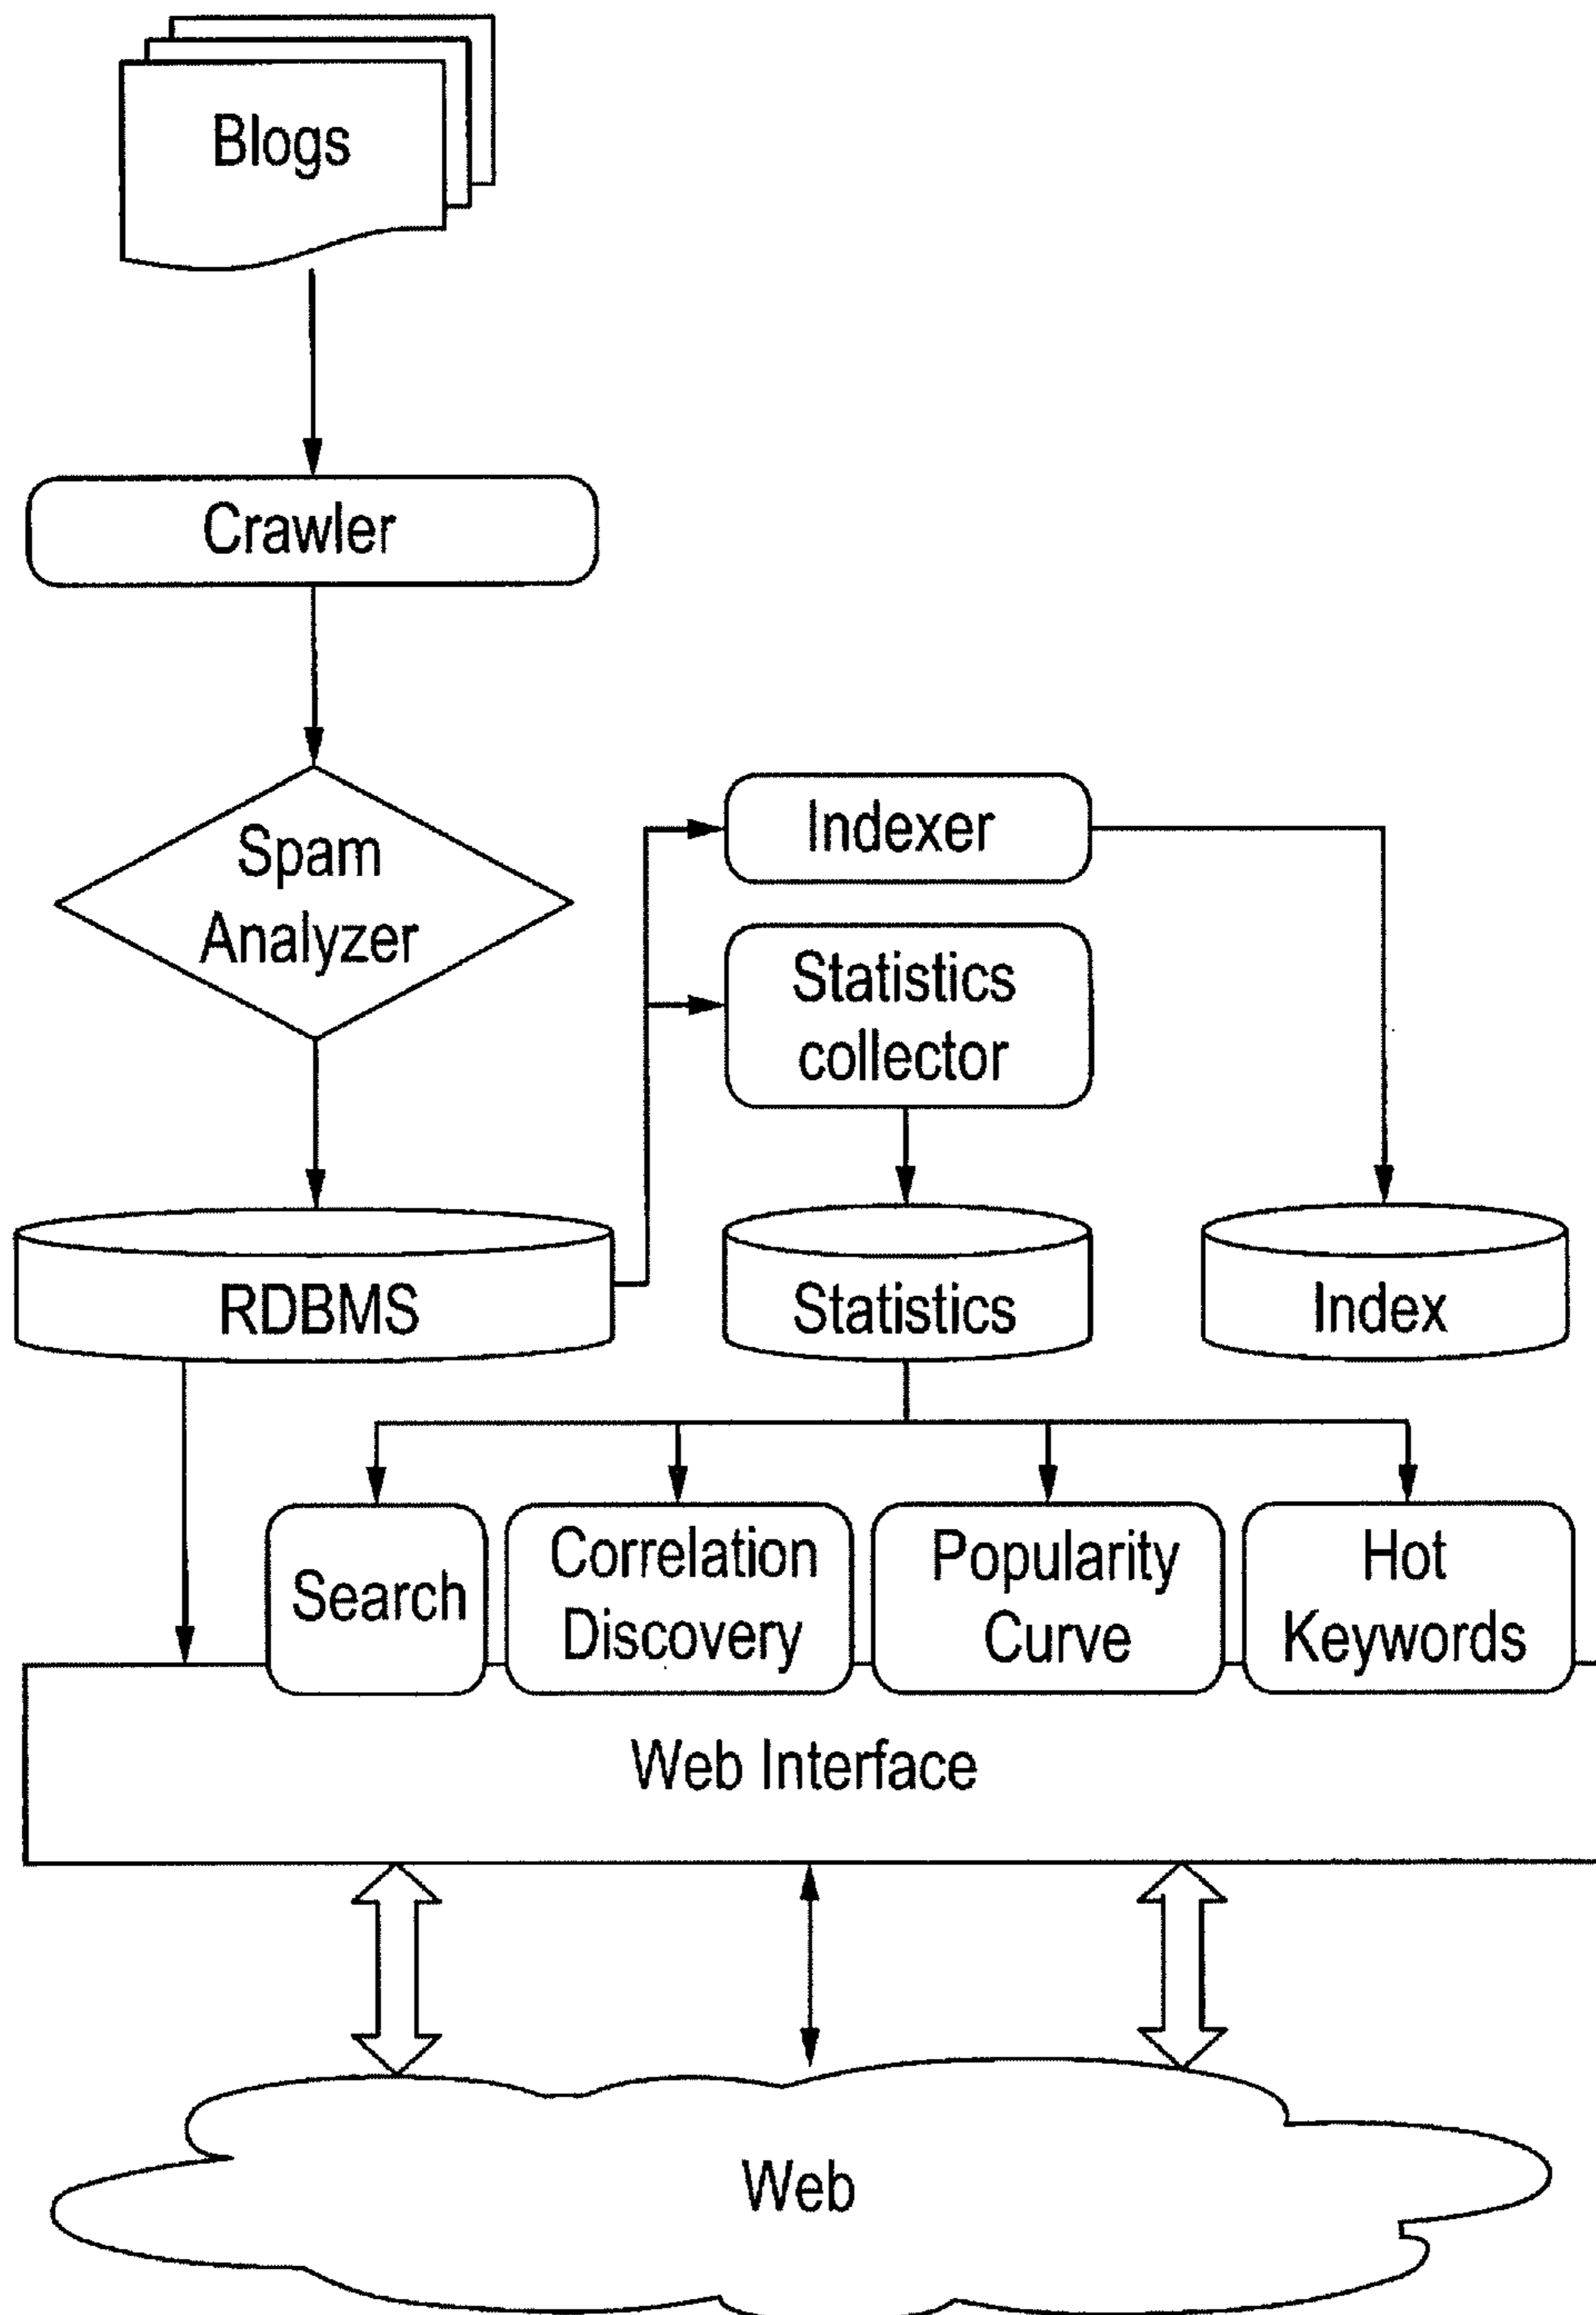 Blogs
Crawler
Spam
Analyzer
Indexer
Statistics
collector
RDBMS
Statistics
Index
Search
Correlation
Discovery
Popularity
Curve
Hot
Keywords
Web Interface
Web